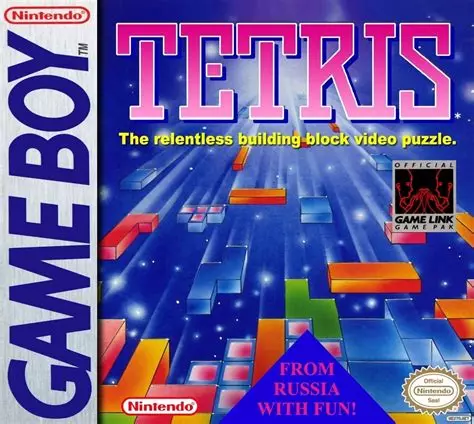 Nintendo®
GAME BOY
TM
TETRIS
The relentless building-block video puzzle.
OFFICIAL
GAME LINK
GAME PAK
FROM
RUSSIA
WITH FUN!
Nintendo
Official
Nintendo
Seal